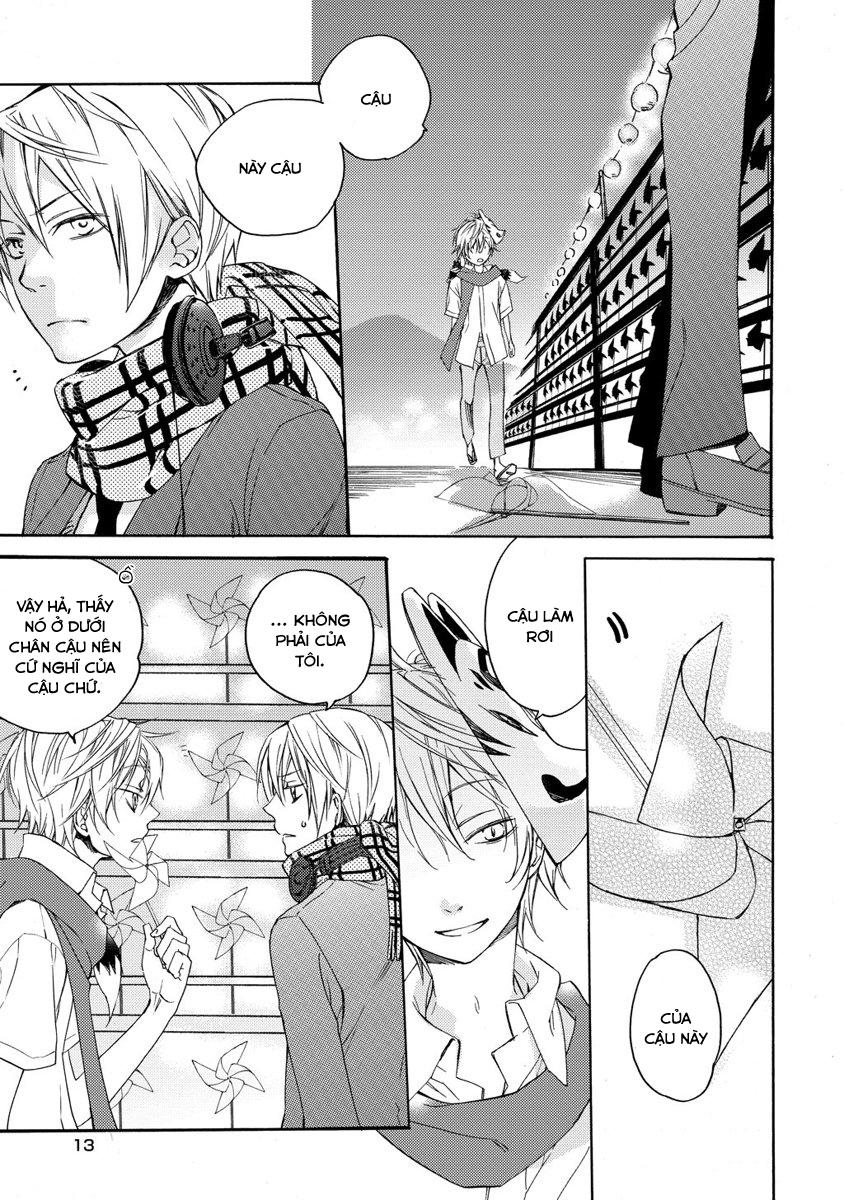 CẬU
NÀY CẬU
CỦA
CẬU NÀY
CẬU LÀM
RƠI
... KHÔNG
PHẢI CỦA
TÔI.
Ồ
VẬY HẢ, THẤY
NÓ Ở DƯỚI
CHÂN CẬU NÊN
CỨ NGHĨ CỦA
CẬU CHỨ.
13